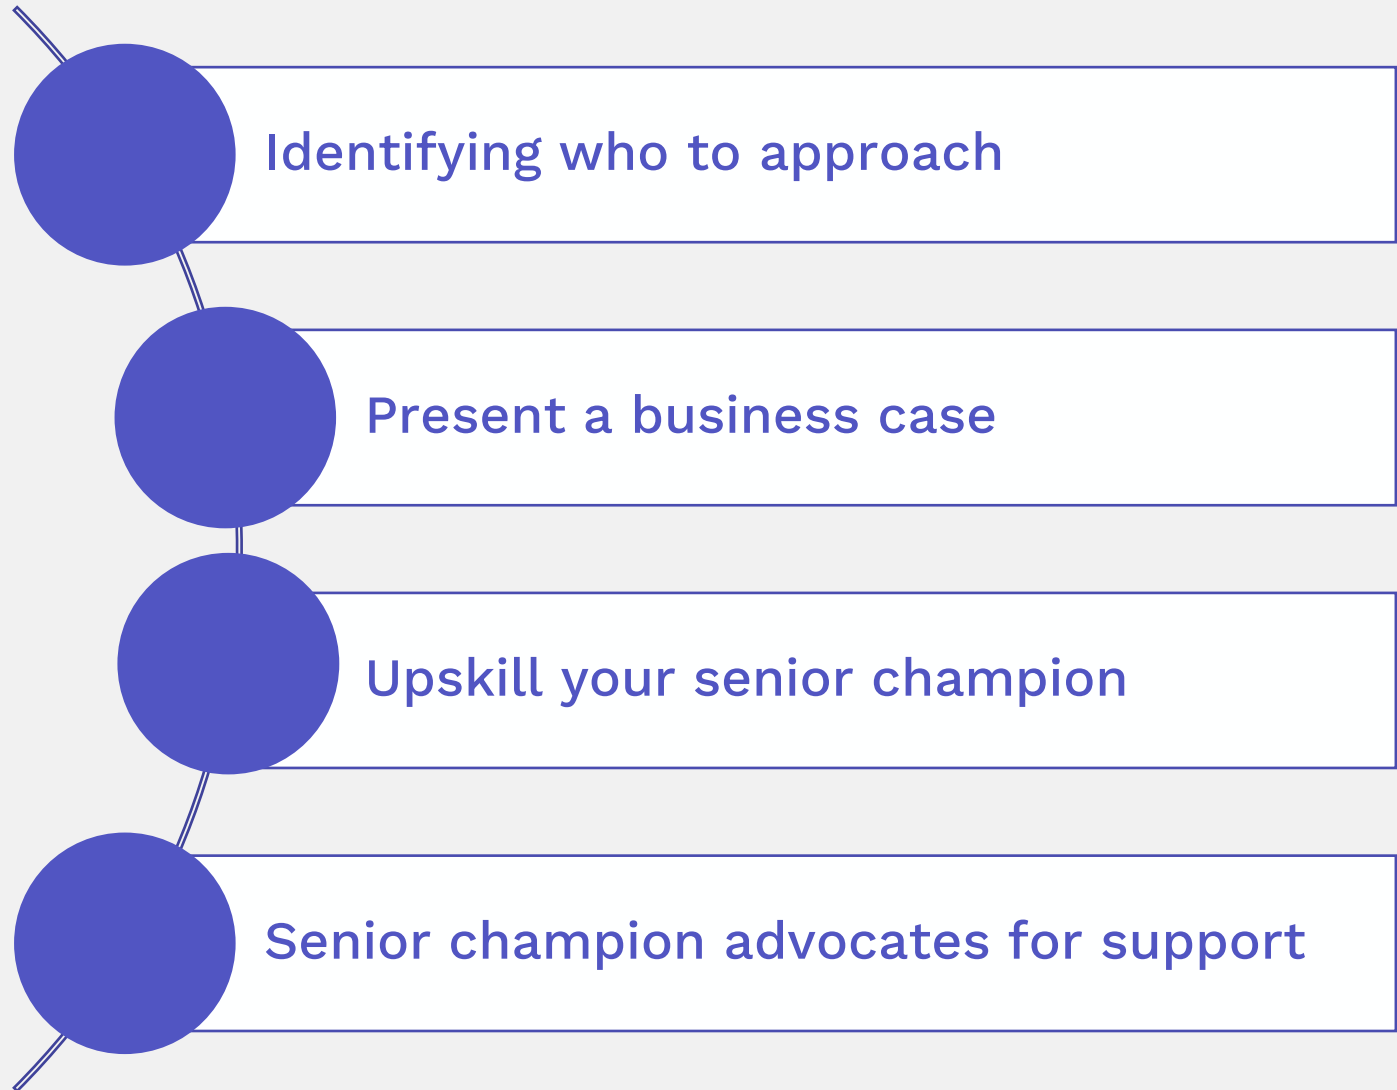 Identifying who to approach
Present a business case
Upskill your senior champion
Senior champion advocates for support